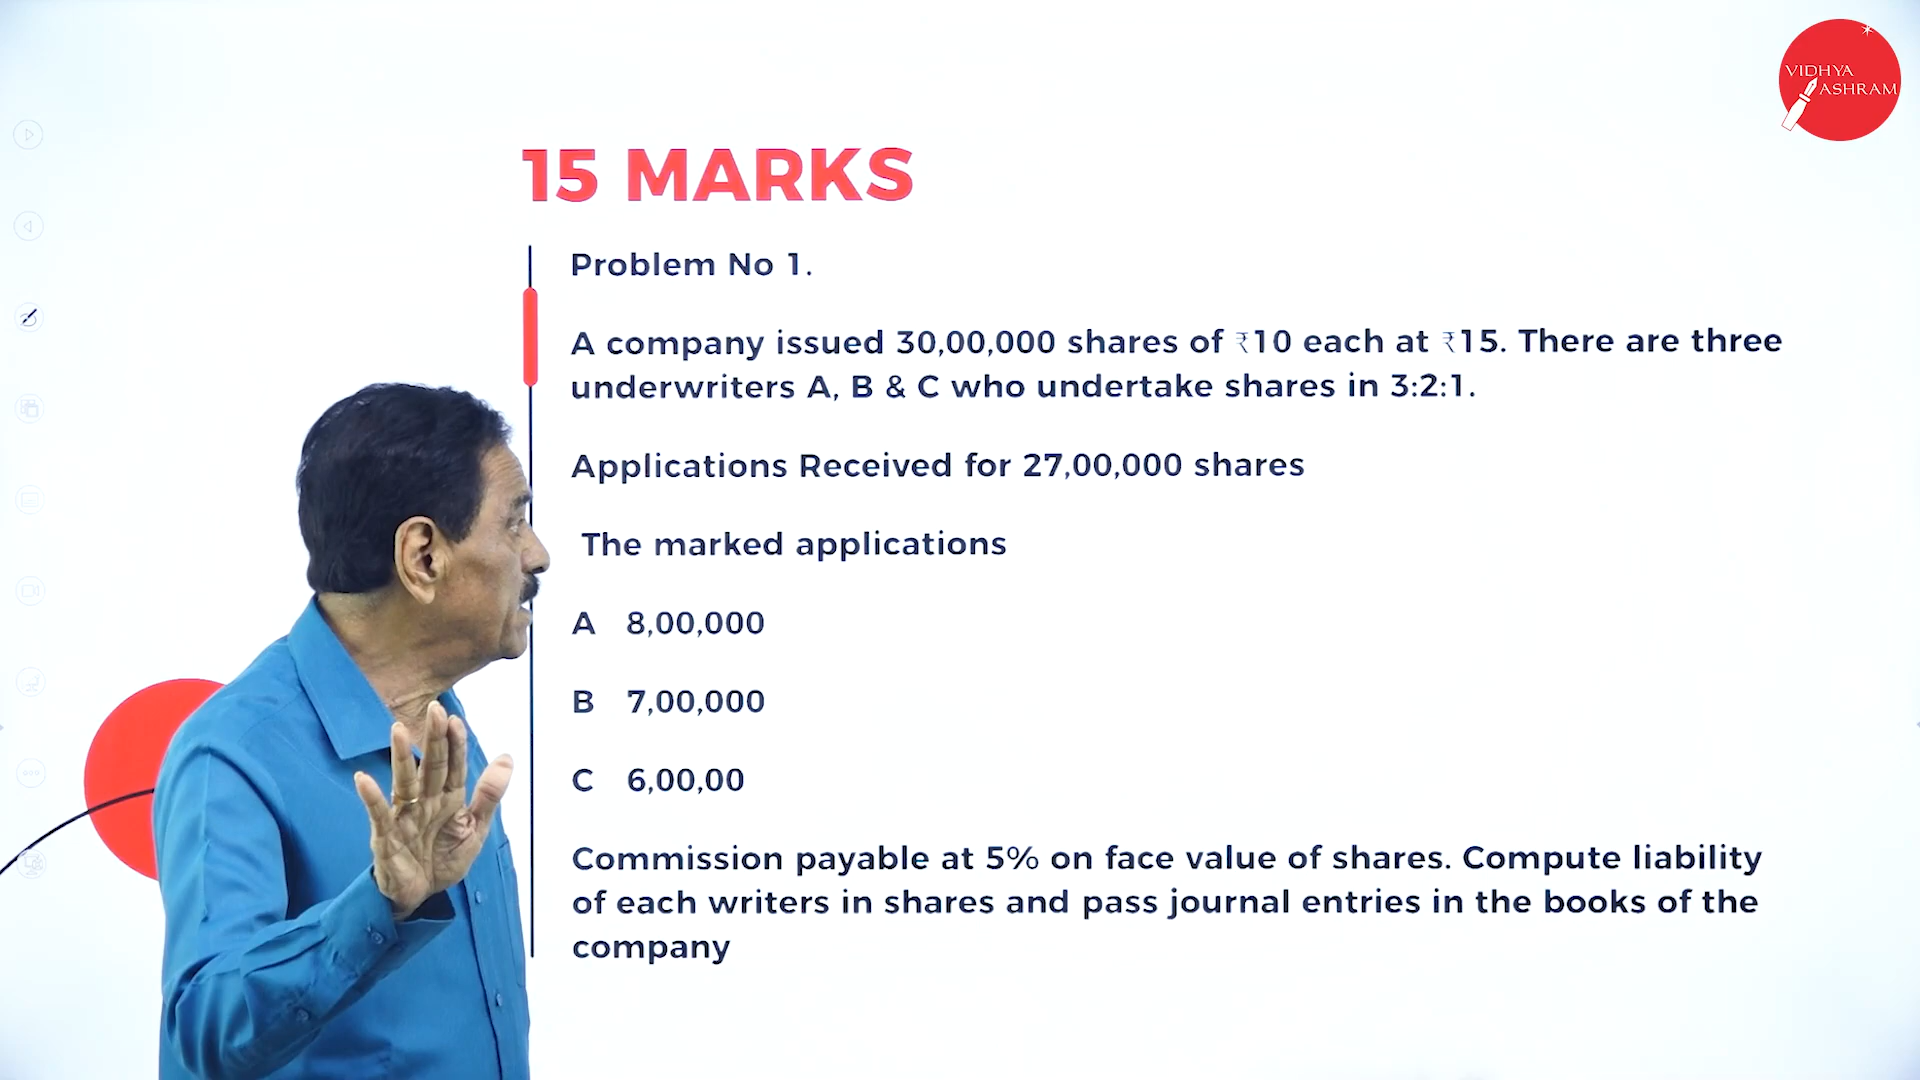 VIDHYA
ASHRAM
15 MARKS
Problem No 1.
A company issued 30,00,000 shares of ₹10 each at ₹15. There are three
underwriters A, B & C who undertake shares in 3:2:1.
Applications Received for 27,00,000 shares
The marked applications
A 8,00,000
B 7,00,000
C 6,00,00
Commission payable at 5% on face value of shares. Compute liability
of each writers in shares and pass journal entries in the books of the
company